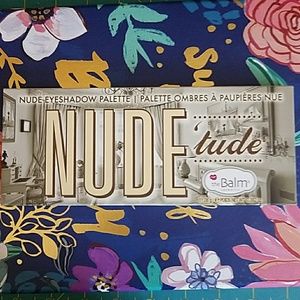 NUDE EYESHADOW PALETTE | PALETTE OMBRES À PAUPIÈRES NUE
NUDE 'tude
the Balm